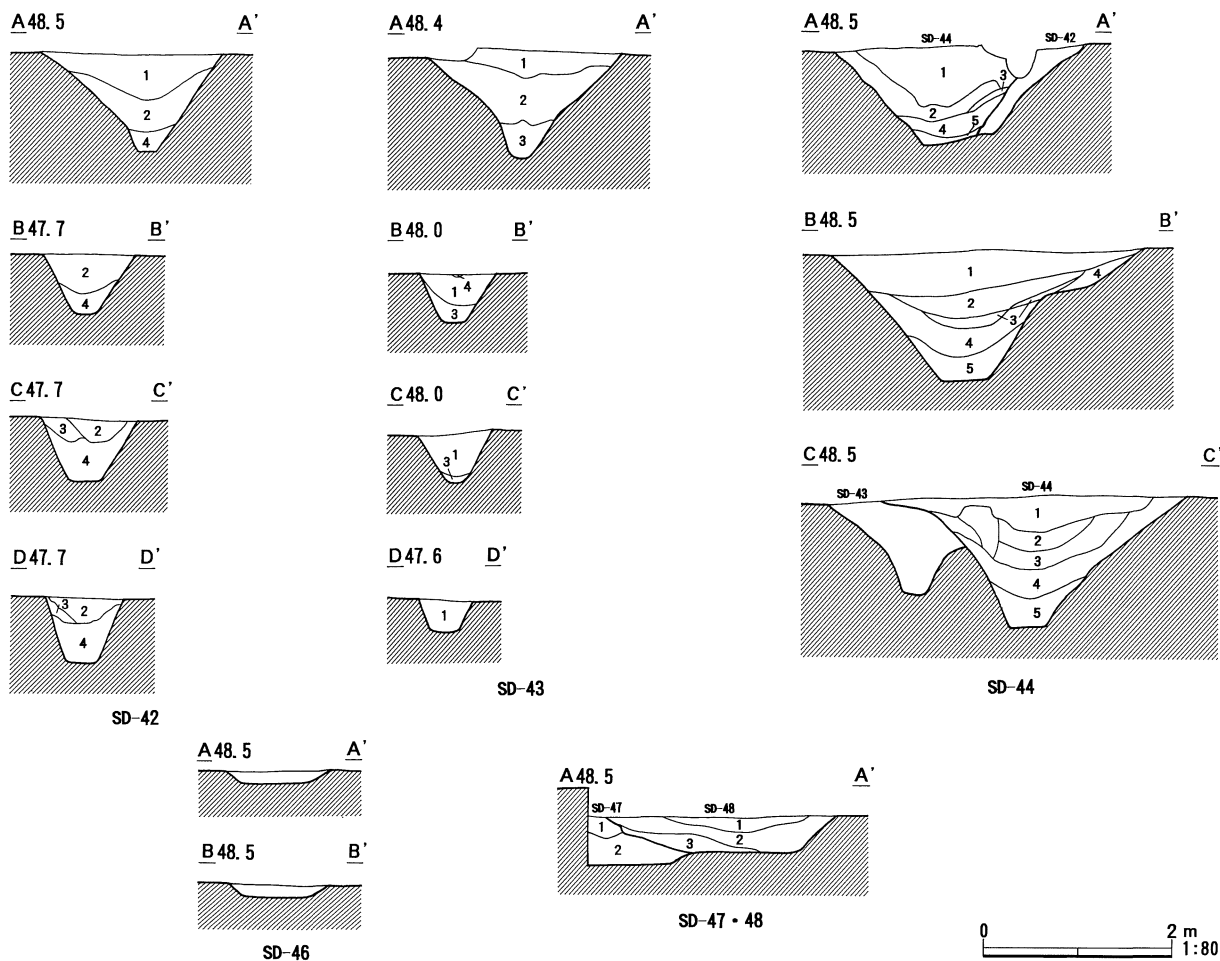 A 48.5 A'
1
2
4
B 47.7 B'
2
4
C 47.7 C'
3 2
4
D 47.7 D'
3 2
4
SD-42
A 48.4 A'
1
2
3
B 48.0 B'
4
1
3
C 48.0 C'
1
3
D 47.6 D'
1
SD-43
A 48.5 A'
SD-44 SD-42
1 3
2
4 5
B 48.5 B'
1
4
2
3
4
5
C 48.5 C'
SD-43 SD-44
1
2
3
4
5
SD-44
A 48.5 A'
B 48.5 B'
SD-46
A 48.5 A'
SD-47 SD-48
1 1
2 3 2
SD-47・48
0 2 m
1:80